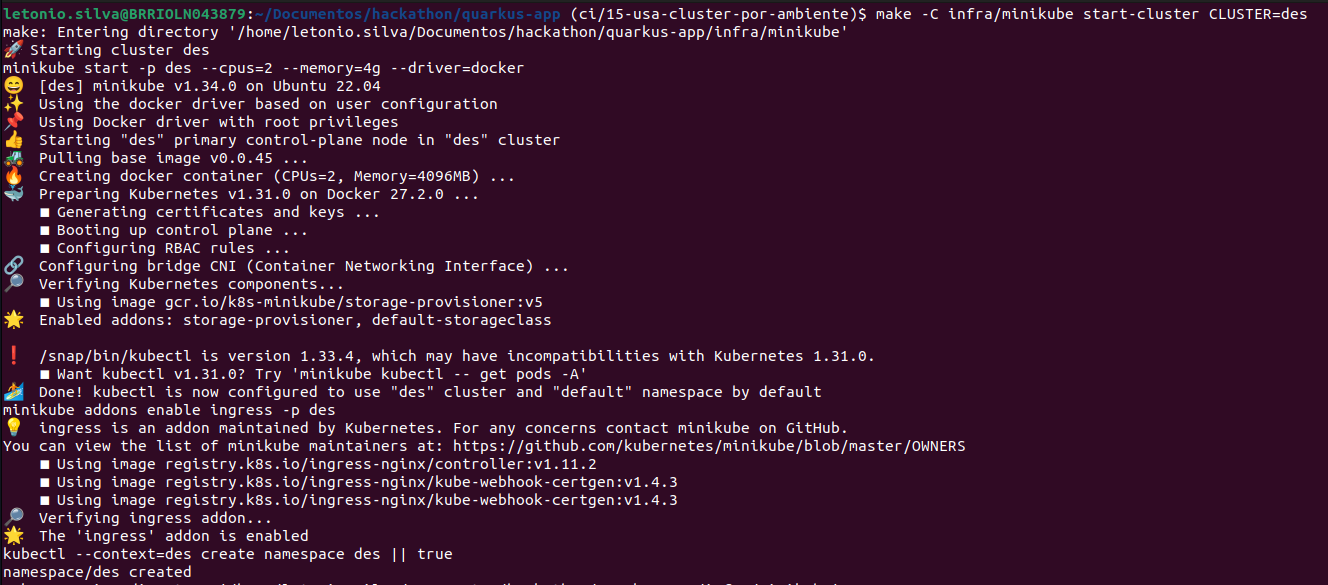 letonio.silva@BRRIOLN043879:~/Documentos/hackathon/quarkus-app (ci/15-usa-cluster-por-ambiente)$ make -C infra/minikube start-cluster CLUSTER=des
make: Entering directory '/home/letonio.silva/Documentos/hackathon/quarkus-app/infra/minikube'
🚀 Starting cluster des
minikube start -p des --cpus=2 --memory=4g --driver=docker
😄 [des] minikube v1.34.0 on Ubuntu 22.04
✨ Using the docker driver based on user configuration
📌 Using Docker driver with root privileges
👍 Starting "des" primary control-plane node in "des" cluster
🚜 Pulling base image v0.0.45 ...
🔥 Creating docker container (CPUs=2, Memory=4096MB) ...
🐳 Preparing Kubernetes v1.31.0 on Docker 27.2.0 ...
▪ Generating certificates and keys ...
▪ Booting up control plane ...
▪ Configuring RBAC rules ...
🔗 Configuring bridge CNI (Container Networking Interface) ...
🔎 Verifying Kubernetes components...
▪ Using image gcr.io/k8s-minikube/storage-provisioner:v5
🌟 Enabled addons: storage-provisioner, default-storageclass
❗ /snap/bin/kubectl is version 1.33.4, which may have incompatibilities with Kubernetes 1.31.0.
▪ Want kubectl v1.31.0? Try 'minikube kubectl -- get pods -A'
🏄 Done! kubectl is now configured to use "des" cluster and "default" namespace by default
minikube addons enable ingress -p des
💡 ingress is an addon maintained by Kubernetes. For any concerns contact minikube on GitHub.
You can view the list of minikube maintainers at: https://github.com/kubernetes/minikube/blob/master/OWNERS
▪ Using image registry.k8s.io/ingress-nginx/controller:v1.11.2
▪ Using image registry.k8s.io/ingress-nginx/kube-webhook-certgen:v1.4.3
▪ Using image registry.k8s.io/ingress-nginx/kube-webhook-certgen:v1.4.3
🔎 Verifying ingress addon...
🌟 The 'ingress' addon is enabled
kubectl --context=des create namespace des || true
namespace/des created